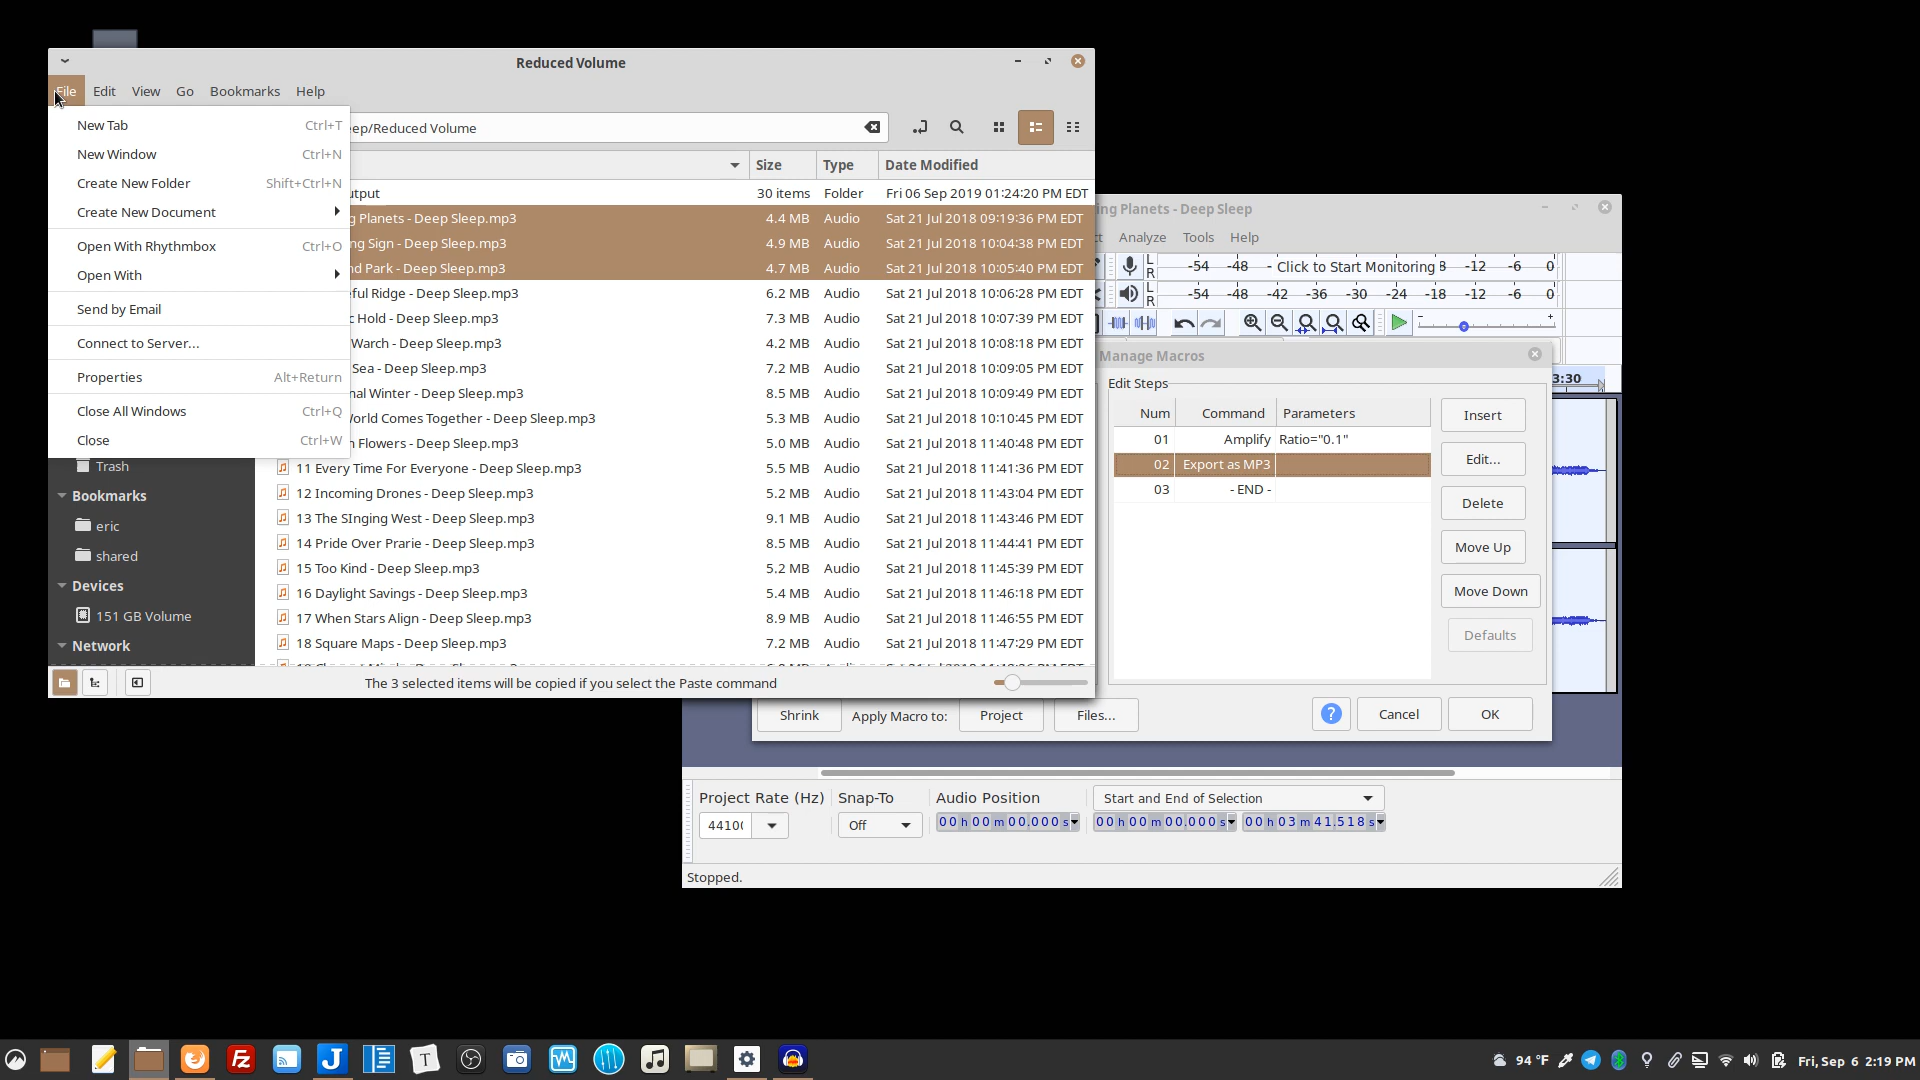 Reduced Volume
File Edit View Go Bookmarks Help
New Tab Ctrl+T
New Window Ctrl+N
Create New Folder Shift+Ctrl+N
Create New Document
Open With Rhythmbox Ctrl+O
Open With
Send by Email
Connect to Server...
Properties Alt+Return
Close All Windows Ctrl+Q
Close Ctrl+W
Trash
Bookmarks
eric
shared
Devices
151 GB Volume
Network
ep/Reduced Volume
Size Type Date Modified
utput 30 items Folder Fri 06 Sep 2019 01:24:20 PM EDT
g Planets - Deep Sleep.mp3 4.4 MB Audio Sat 21 Jul 2018 09:19:36 PM EDT
ng Sign - Deep Sleep.mp3 4.9 MB Audio Sat 21 Jul 2018 10:04:38 PM EDT
nd Park - Deep Sleep.mp3 4.7 MB Audio Sat 21 Jul 2018 10:05:40 PM EDT
eful Ridge - Deep Sleep.mp3 6.2 MB Audio Sat 21 Jul 2018 10:06:28 PM EDT
c Hold - Deep Sleep.mp3 7.3 MB Audio Sat 21 Jul 2018 10:07:39 PM EDT
Warch - Deep Sleep.mp3 4.2 MB Audio Sat 21 Jul 2018 10:08:18 PM EDT
Sea - Deep Sleep.mp3 7.2 MB Audio Sat 21 Jul 2018 10:09:05 PM EDT
nal Winter - Deep Sleep.mp3 8.5 MB Audio Sat 21 Jul 2018 10:09:49 PM EDT
World Comes Together - Deep Sleep.mp3 5.3 MB Audio Sat 21 Jul 2018 10:10:45 PM EDT
n Flowers - Deep Sleep.mp3 5.0 MB Audio Sat 21 Jul 2018 11:40:48 PM EDT
11 Every Time For Everyone - Deep Sleep.mp3 5.5 MB Audio Sat 21 Jul 2018 11:41:36 PM EDT
12 Incoming Drones - Deep Sleep.mp3 5.2 MB Audio Sat 21 Jul 2018 11:43:04 PM EDT
13 The SInging West - Deep Sleep.mp3 9.1 MB Audio Sat 21 Jul 2018 11:43:46 PM EDT
14 Pride Over Prarie - Deep Sleep.mp3 8.5 MB Audio Sat 21 Jul 2018 11:44:41 PM EDT
15 Too Kind - Deep Sleep.mp3 5.2 MB Audio Sat 21 Jul 2018 11:45:39 PM EDT
16 Daylight Savings - Deep Sleep.mp3 5.4 MB Audio Sat 21 Jul 2018 11:46:18 PM EDT
17 When Stars Align - Deep Sleep.mp3 8.9 MB Audio Sat 21 Jul 2018 11:46:55 PM EDT
18 Square Maps - Deep Sleep.mp3 7.2 MB Audio Sat 21 Jul 2018 11:47:29 PM EDT
The 3 selected items will be copied if you select the Paste command
ing Planets - Deep Sleep
ct Analyze Tools Help
L R -54 -48 - Click to Start Monitoring 8 -12 -6 0
L R -54 -48 -42 -36 -30 -24 -18 -12 -6 0
- +
3:30
Manage Macros
Edit Steps
Num Command Parameters
01 Amplify Ratio="0.1"
02 Export as MP3
03 - END -
Insert
Edit...
Delete
Move Up
Move Down
Defaults
Shrink Apply Macro to: Project Files... ? Cancel OK
Project Rate (Hz) Snap-To Audio Position Start and End of Selection
Off 00 h 00 m 00.000 s 00 h 00 m 00.000 s 00 h 03 m 41.518 s
Stopped.
Fz J T 94 °F Fri, Sep 6 2:19 PM